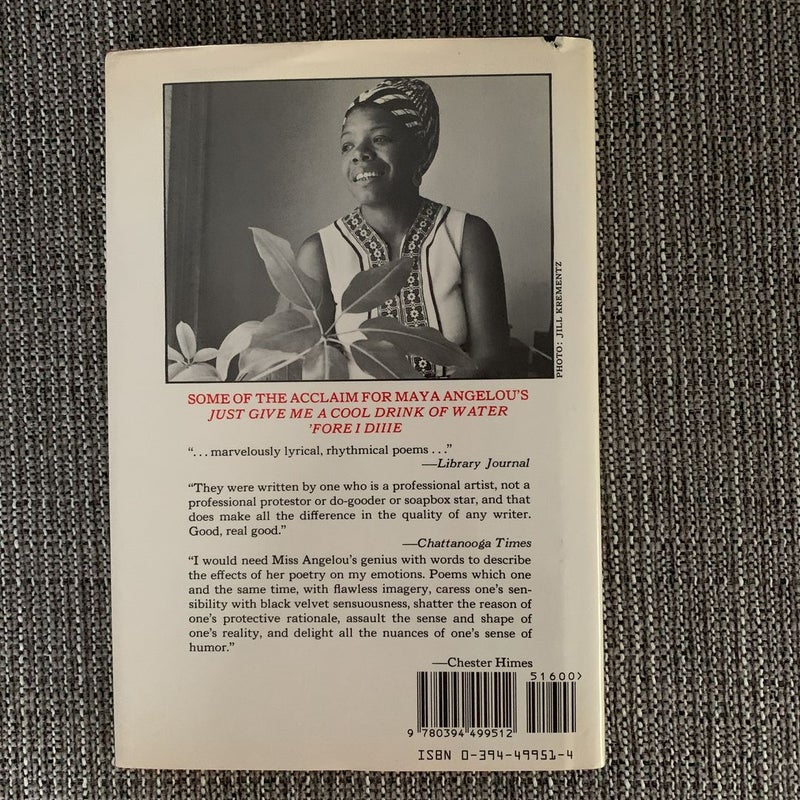 PHOTO: JILL KREMENTZ
SOME OF THE ACCLAIM FOR MAYA ANGELOU'S
JUST GIVE ME A COOL DRINK OF WATER
'FORE I DIIIE
“... marvelously lyrical, rhythmical poems ...”
—Library Journal
“They were written by one who is a professional artist, not a
professional protestor or do-gooder or soapbox star, and that
does make all the difference in the quality of any writer.
Good, real good.”
—Chattanooga Times
“I would need Miss Angelou's genius with words to describe
the effects of her poetry on my emotions. Poems which one
and the same time, with flawless imagery, caress one's sen-
sibility with black velvet sensuousness, shatter the reason of
one's protective rationale, assault the sense and shape of
one's reality, and delight all the nuances of one's sense of
humor.”
—Chester Himes
51600>
9 780394 499512
ISBN 0-394-49951-4